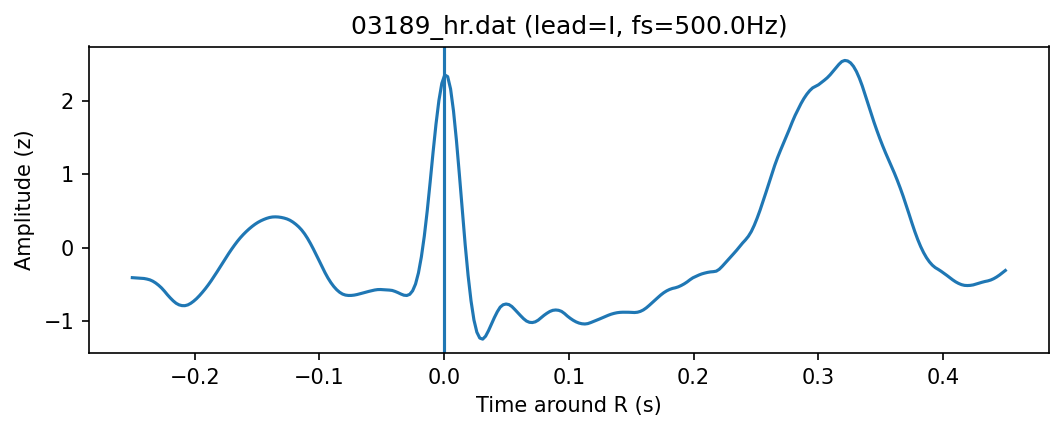 03189_hr.dat (lead=I, fs=500.0Hz)
Amplitude (z)
2
1
0
−1
−0.2 −0.1 0.0 0.1 0.2 0.3 0.4
Time around R (s)